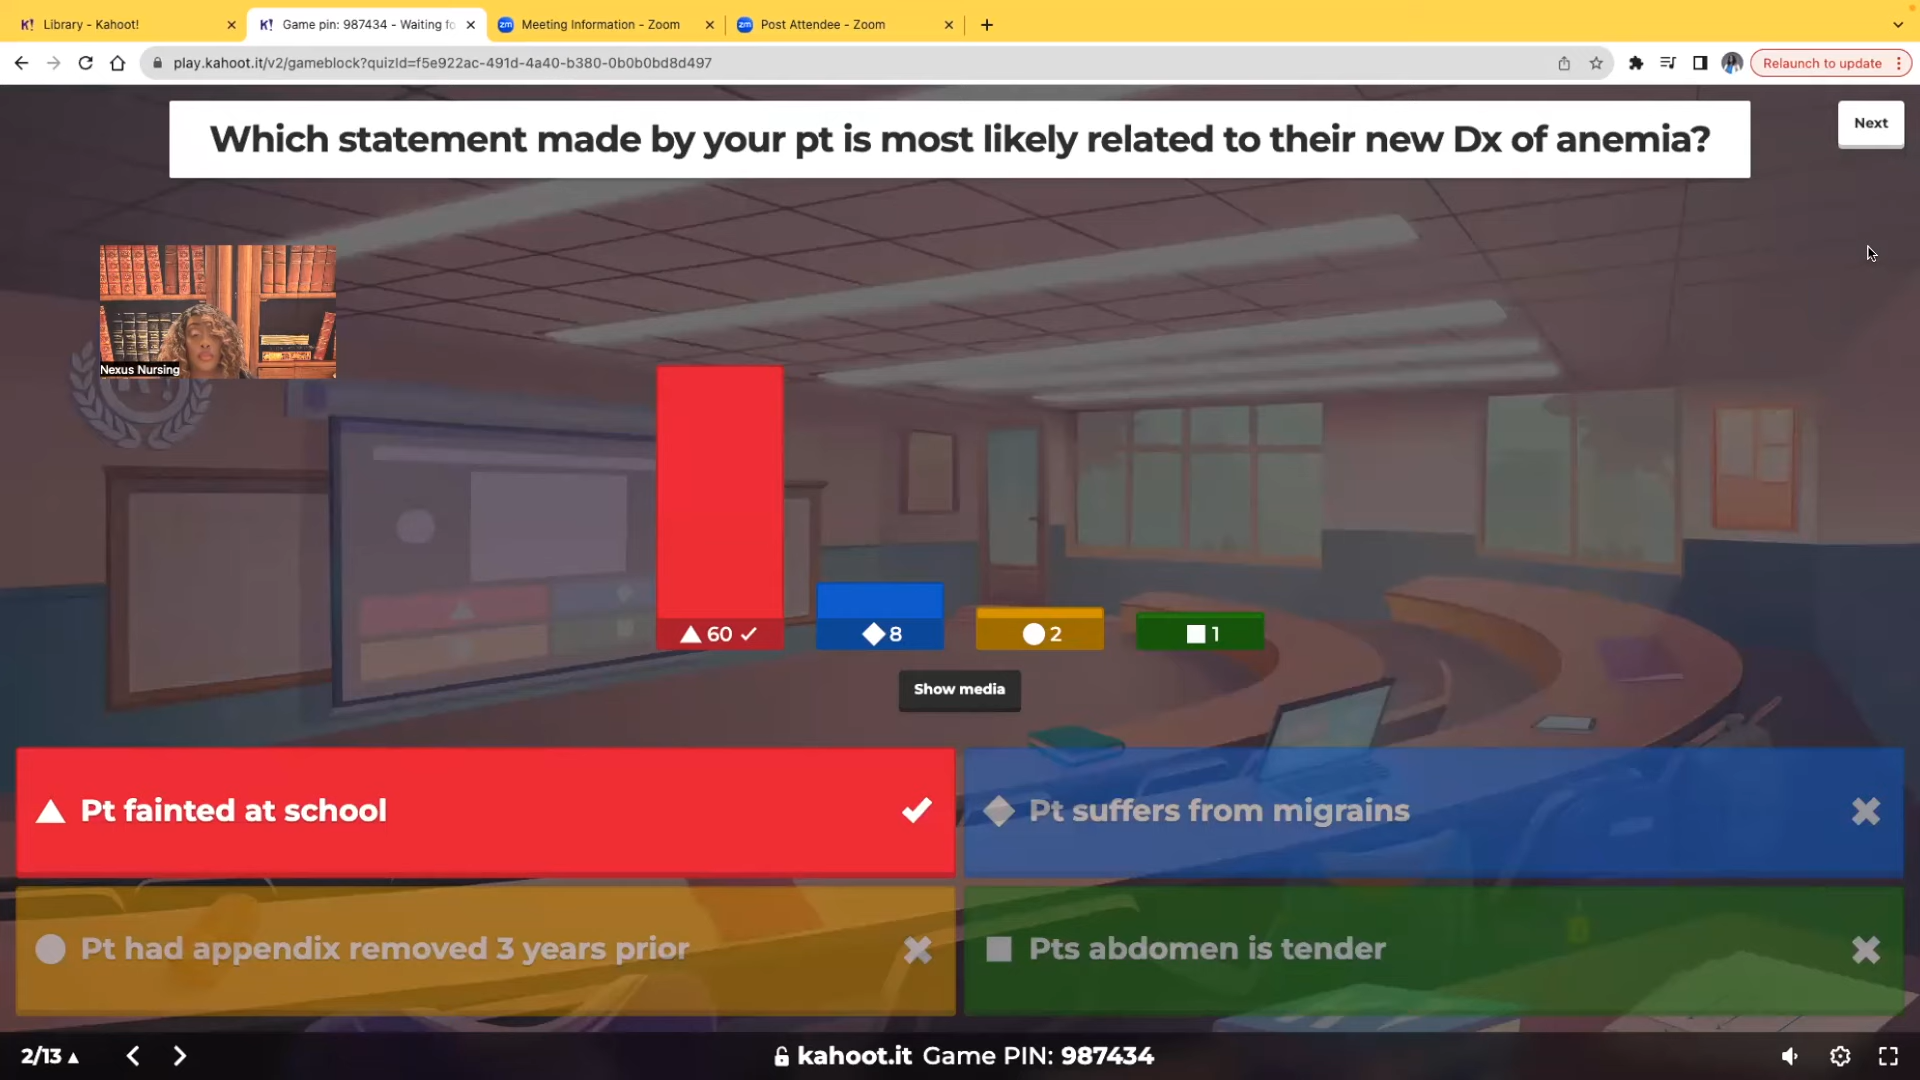 Library - Kahoot!
Game pin: 987434 - Waiting fo
Meeting Information - Zoom
Post Attendee - Zoom
play.kahoot.it/v2/gameblock?quizId=f5e922ac-491d-4a40-b380-0b0b0bd8d497
Relaunch to update
Which statement made by your pt is most likely related to their new Dx of anemia?
Next
Nexus Nursing
60
8
2
1
Show media
Pt fainted at school
Pt suffers from migrains
Pt had appendix removed 3 years prior
Pts abdomen is tender
2/13
kahoot.it Game PIN: 987434